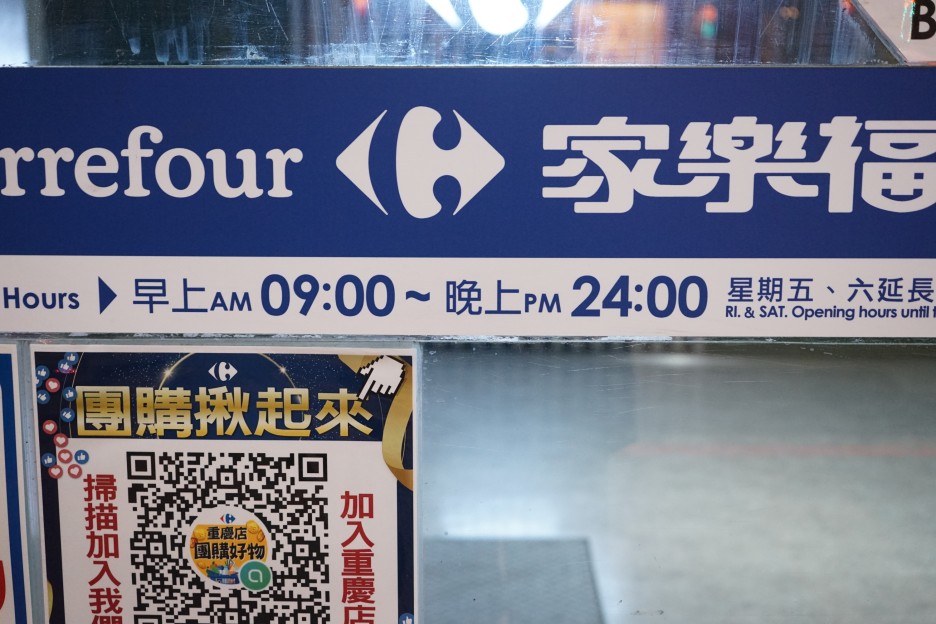 rrefour 家樂福
Hours ▶ 早上AM 09:00 ~ 晚上PM 24:00 星期五、六延長
RI. & SAT. Opening hours until
團購揪起來
掃描加入我們
重慶店
團購好物
加入重慶店